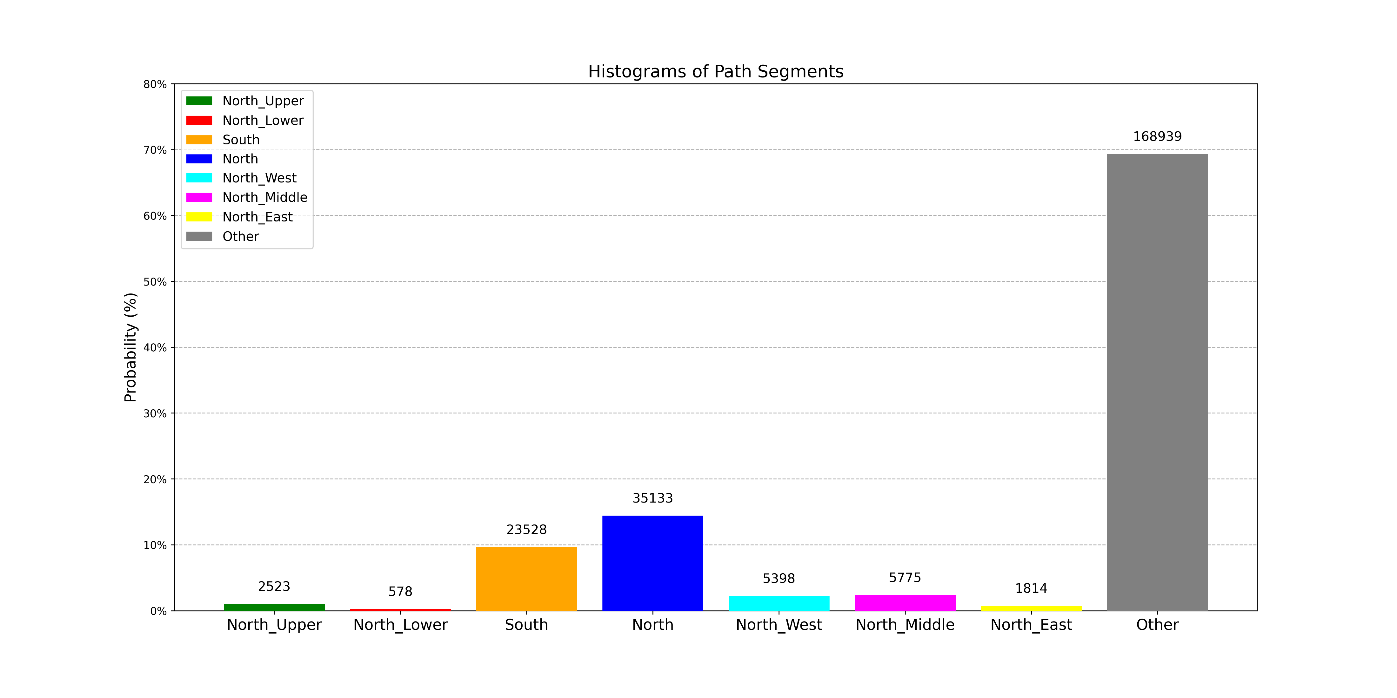 Histograms of Path Segments
80%
70%
60%
50%
40%
30%
20%
10%
0%
Probability (%)
North_Upper
North_Lower
South
North
North_West
North_Middle
North_East
Other
2523
578
23528
35133
5398
5775
1814
168939
North_Upper North_Lower South North North_West North_Middle North_East Other